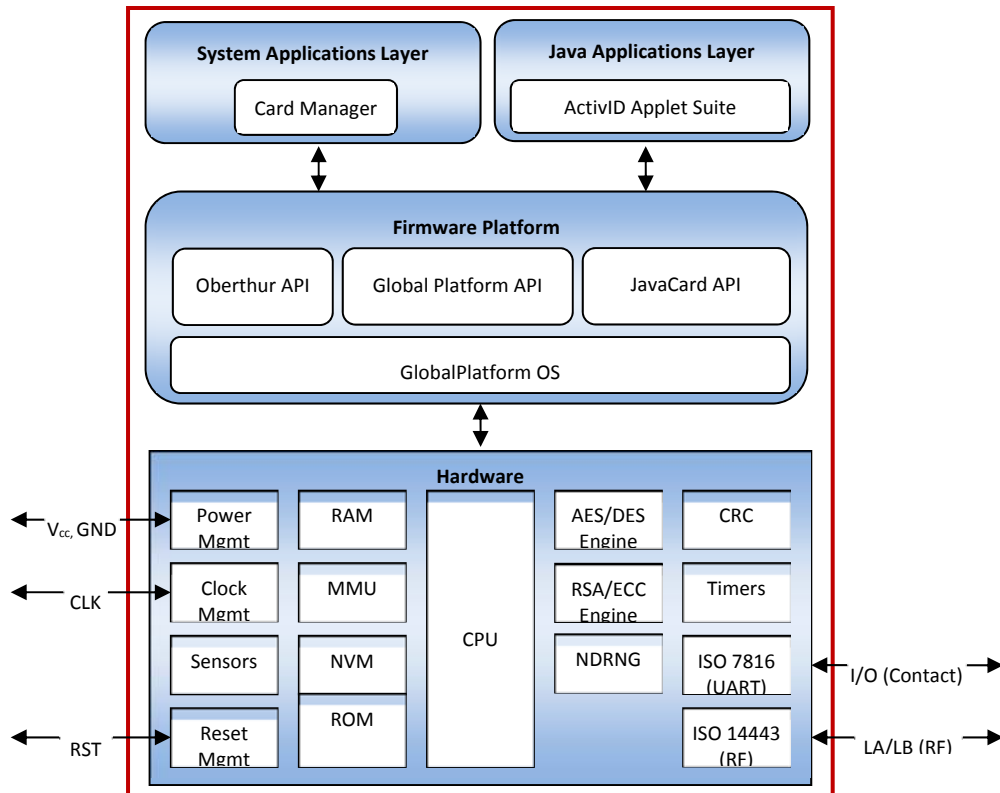 System Applications Layer
Card Manager
Java Applications Layer
ActivID Applet Suite
Firmware Platform
Oberthur API
Global Platform API
JavaCard API
GlobalPlatform OS
Hardware
Power
Mgmt
RAM
CPU
AES/DES
Engine
CRC
Clock
Mgmt
MMU
RSA/ECC
Engine
Timers
Sensors
NVM
NDRNG
ISO 7816
(UART)
Reset
Mgmt
ROM
ISO 14443
(RF)
Vcc, GND
CLK
RST
I/O (Contact)
LA/LB (RF)